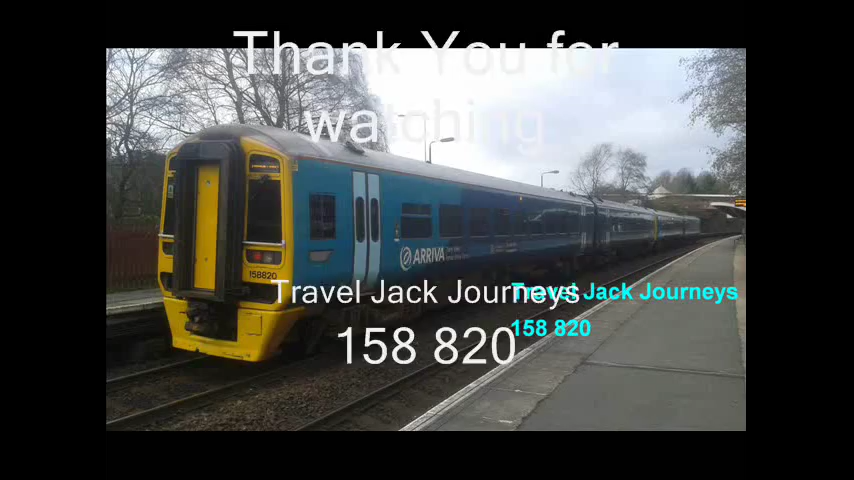 Thank You for
watching
ARRIVA
158820
Travel Jack Journeys
158 820
Travel Jack Journeys
158 820